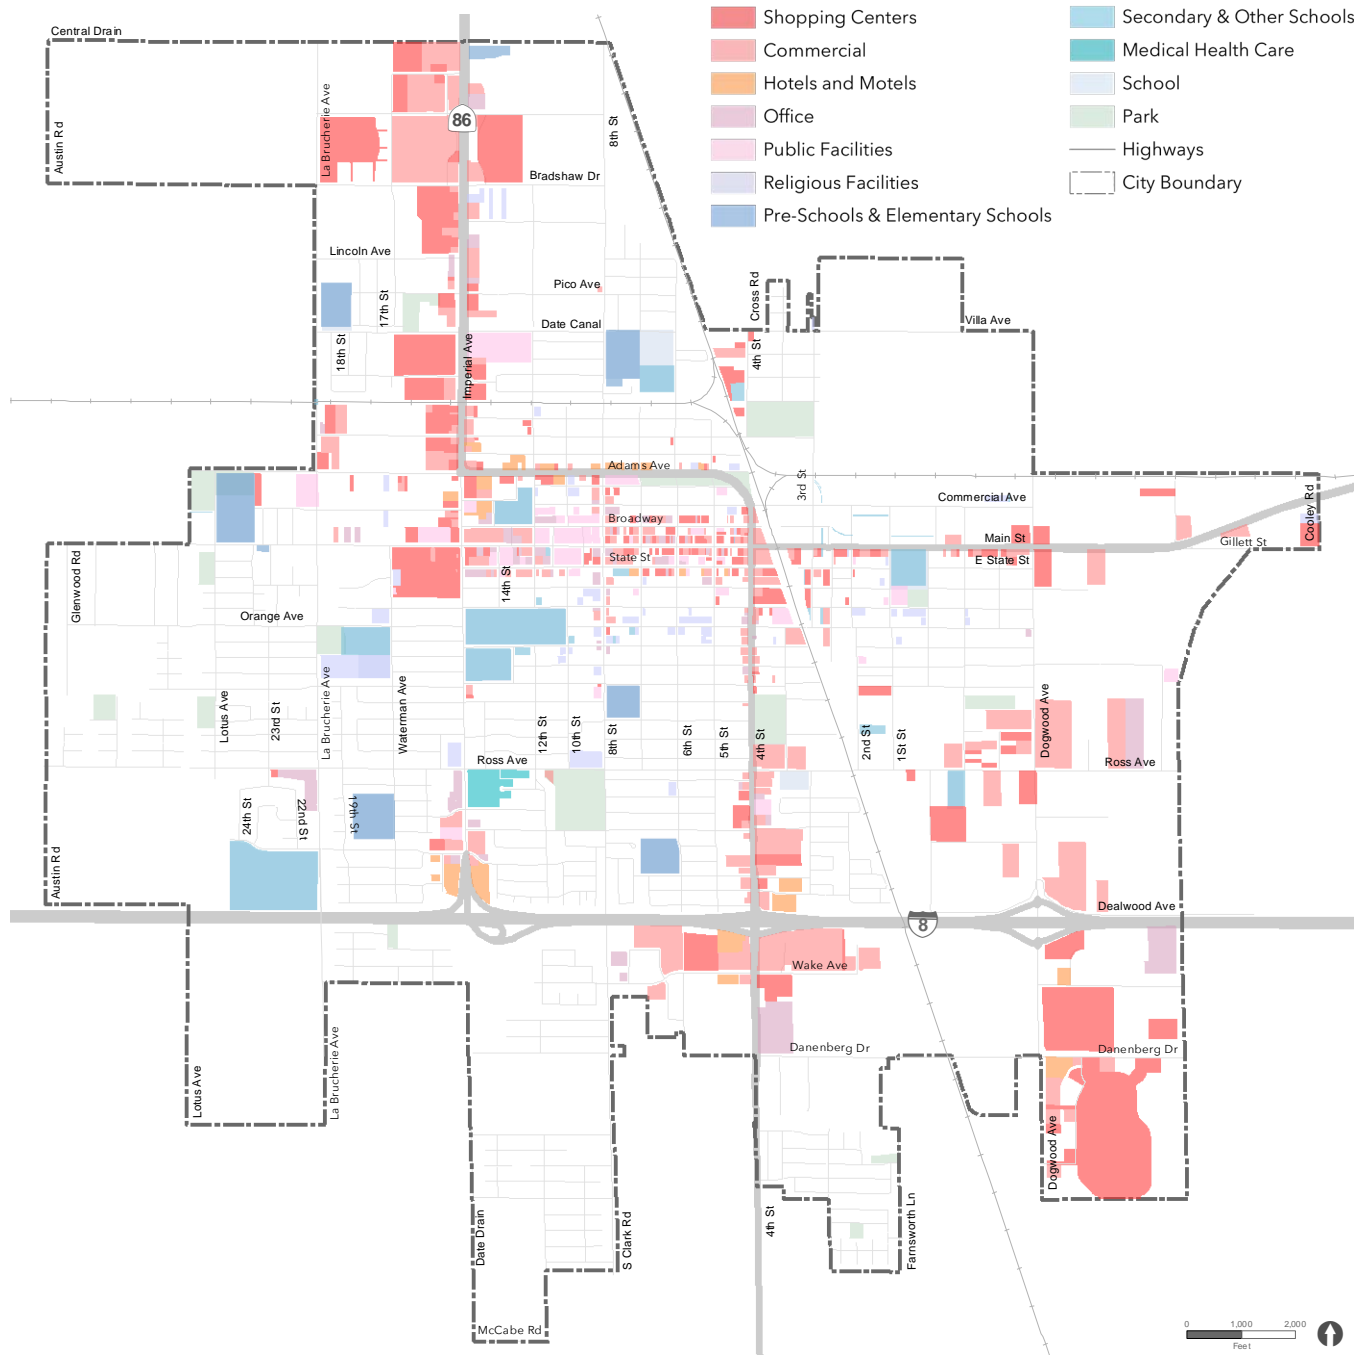 Central Drain
Shopping Centers
Commercial
Hotels and Motels
Office
Public Facilities
Religious Facilities
Pre-Schools & Elementary Schools
Secondary & Other Schools
Medical Health Care
School
Park
Highways
City Boundary
Austin Rd
La Brucherie Ave
86
8th St
Bradshaw Dr
Lincoln Ave
Pico Ave
17th St
Cross Rd
Date Canal
Villa Ave
18th St
Imperial Ave
4th St
Adams Ave
3rd St
Commercial Ave
Cooley Rd
Broadway
Main St
Gillett St
State St
E State St
Glenwood Rd
14th St
Orange Ave
Lotus Ave
23rd St
La Brucherie Ave
Waterman Ave
12th St
10th St
8th St
6th St
5th St
4th St
2nd St
1St St
Dogwood Ave
Ross Ave
Ross Ave
24th St
22nd St
19th St
Austin Rd
Dealwood Ave
8
Wake Ave
Danenberg Dr
Danenberg Dr
Lotus Ave
La Brucherie Ave
Dogwood Ave
Date Drain
S Clark Rd
4th St
Farnsworth Ln
McCabe Rd
0 1,000 2,000
Feet